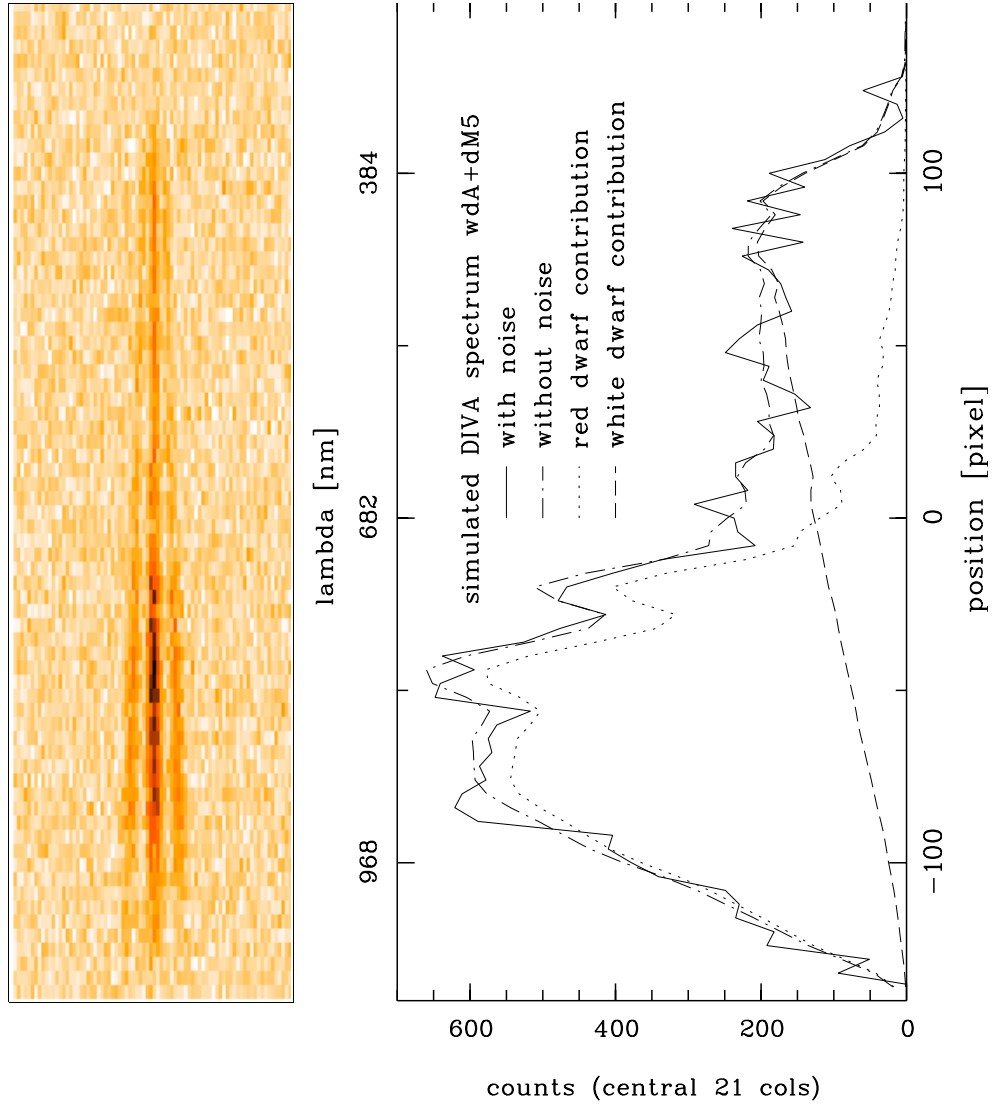 lambda [nm]
968
682
384
simulated DIVA spectrum wdA+dM5
with noise
without noise
red dwarf contribution
white dwarf contribution
counts (central 21 cols)
0
200
400
600
-100
0
100
position [pixel]